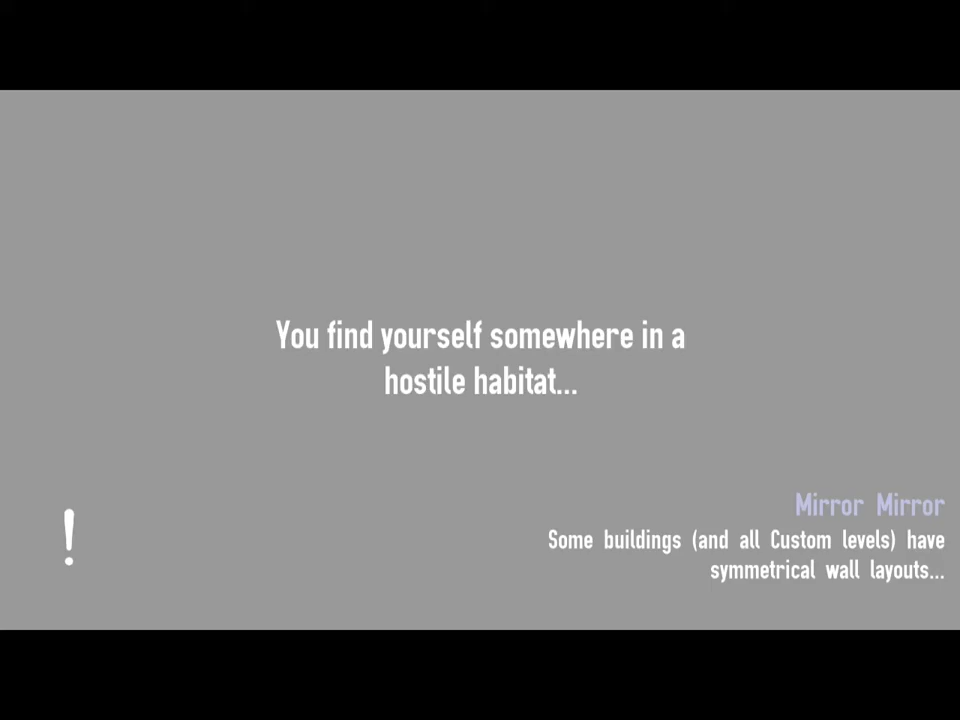 You find yourself somewhere in a
hostile habitat...
!
Mirror Mirror
Some buildings (and all Custom levels) have
symmetrical wall layouts...